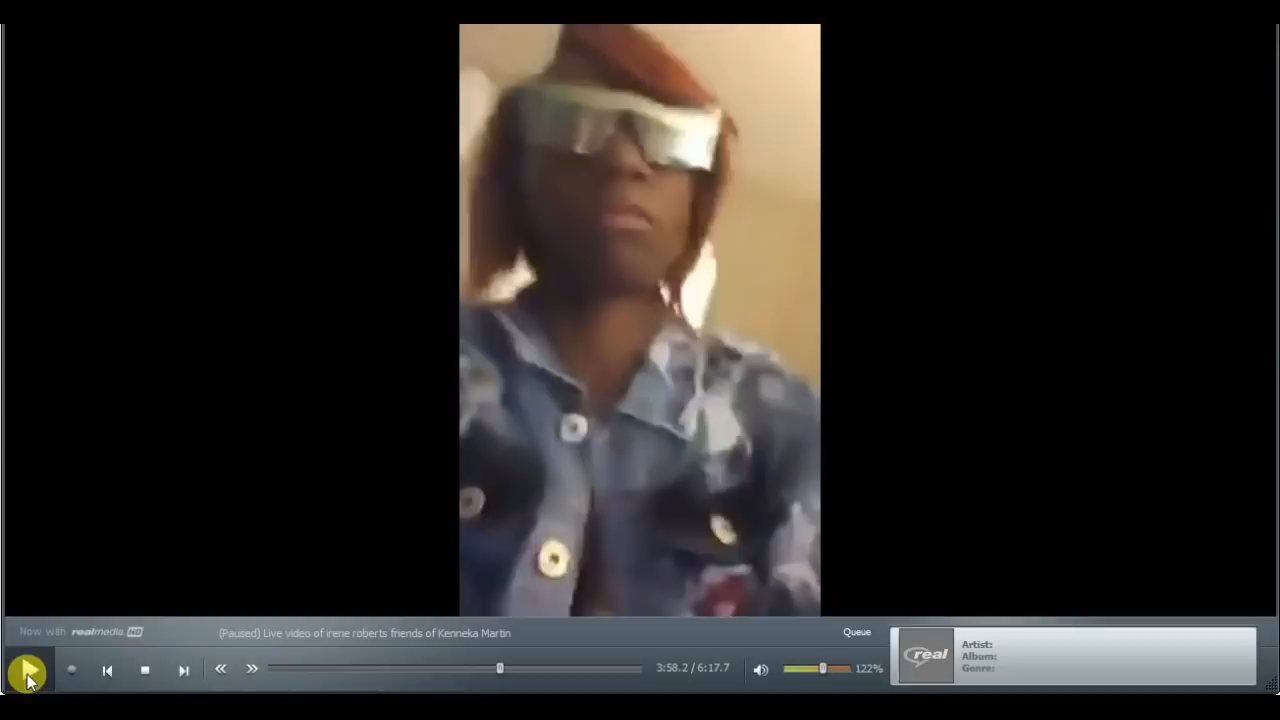 Now with realmedia HD
(Paused) Live video of irene roberts friends of Kenneka Martin
Queue
3:58.2 / 6:17.7
122%
real
Artist:
Album:
Genre: